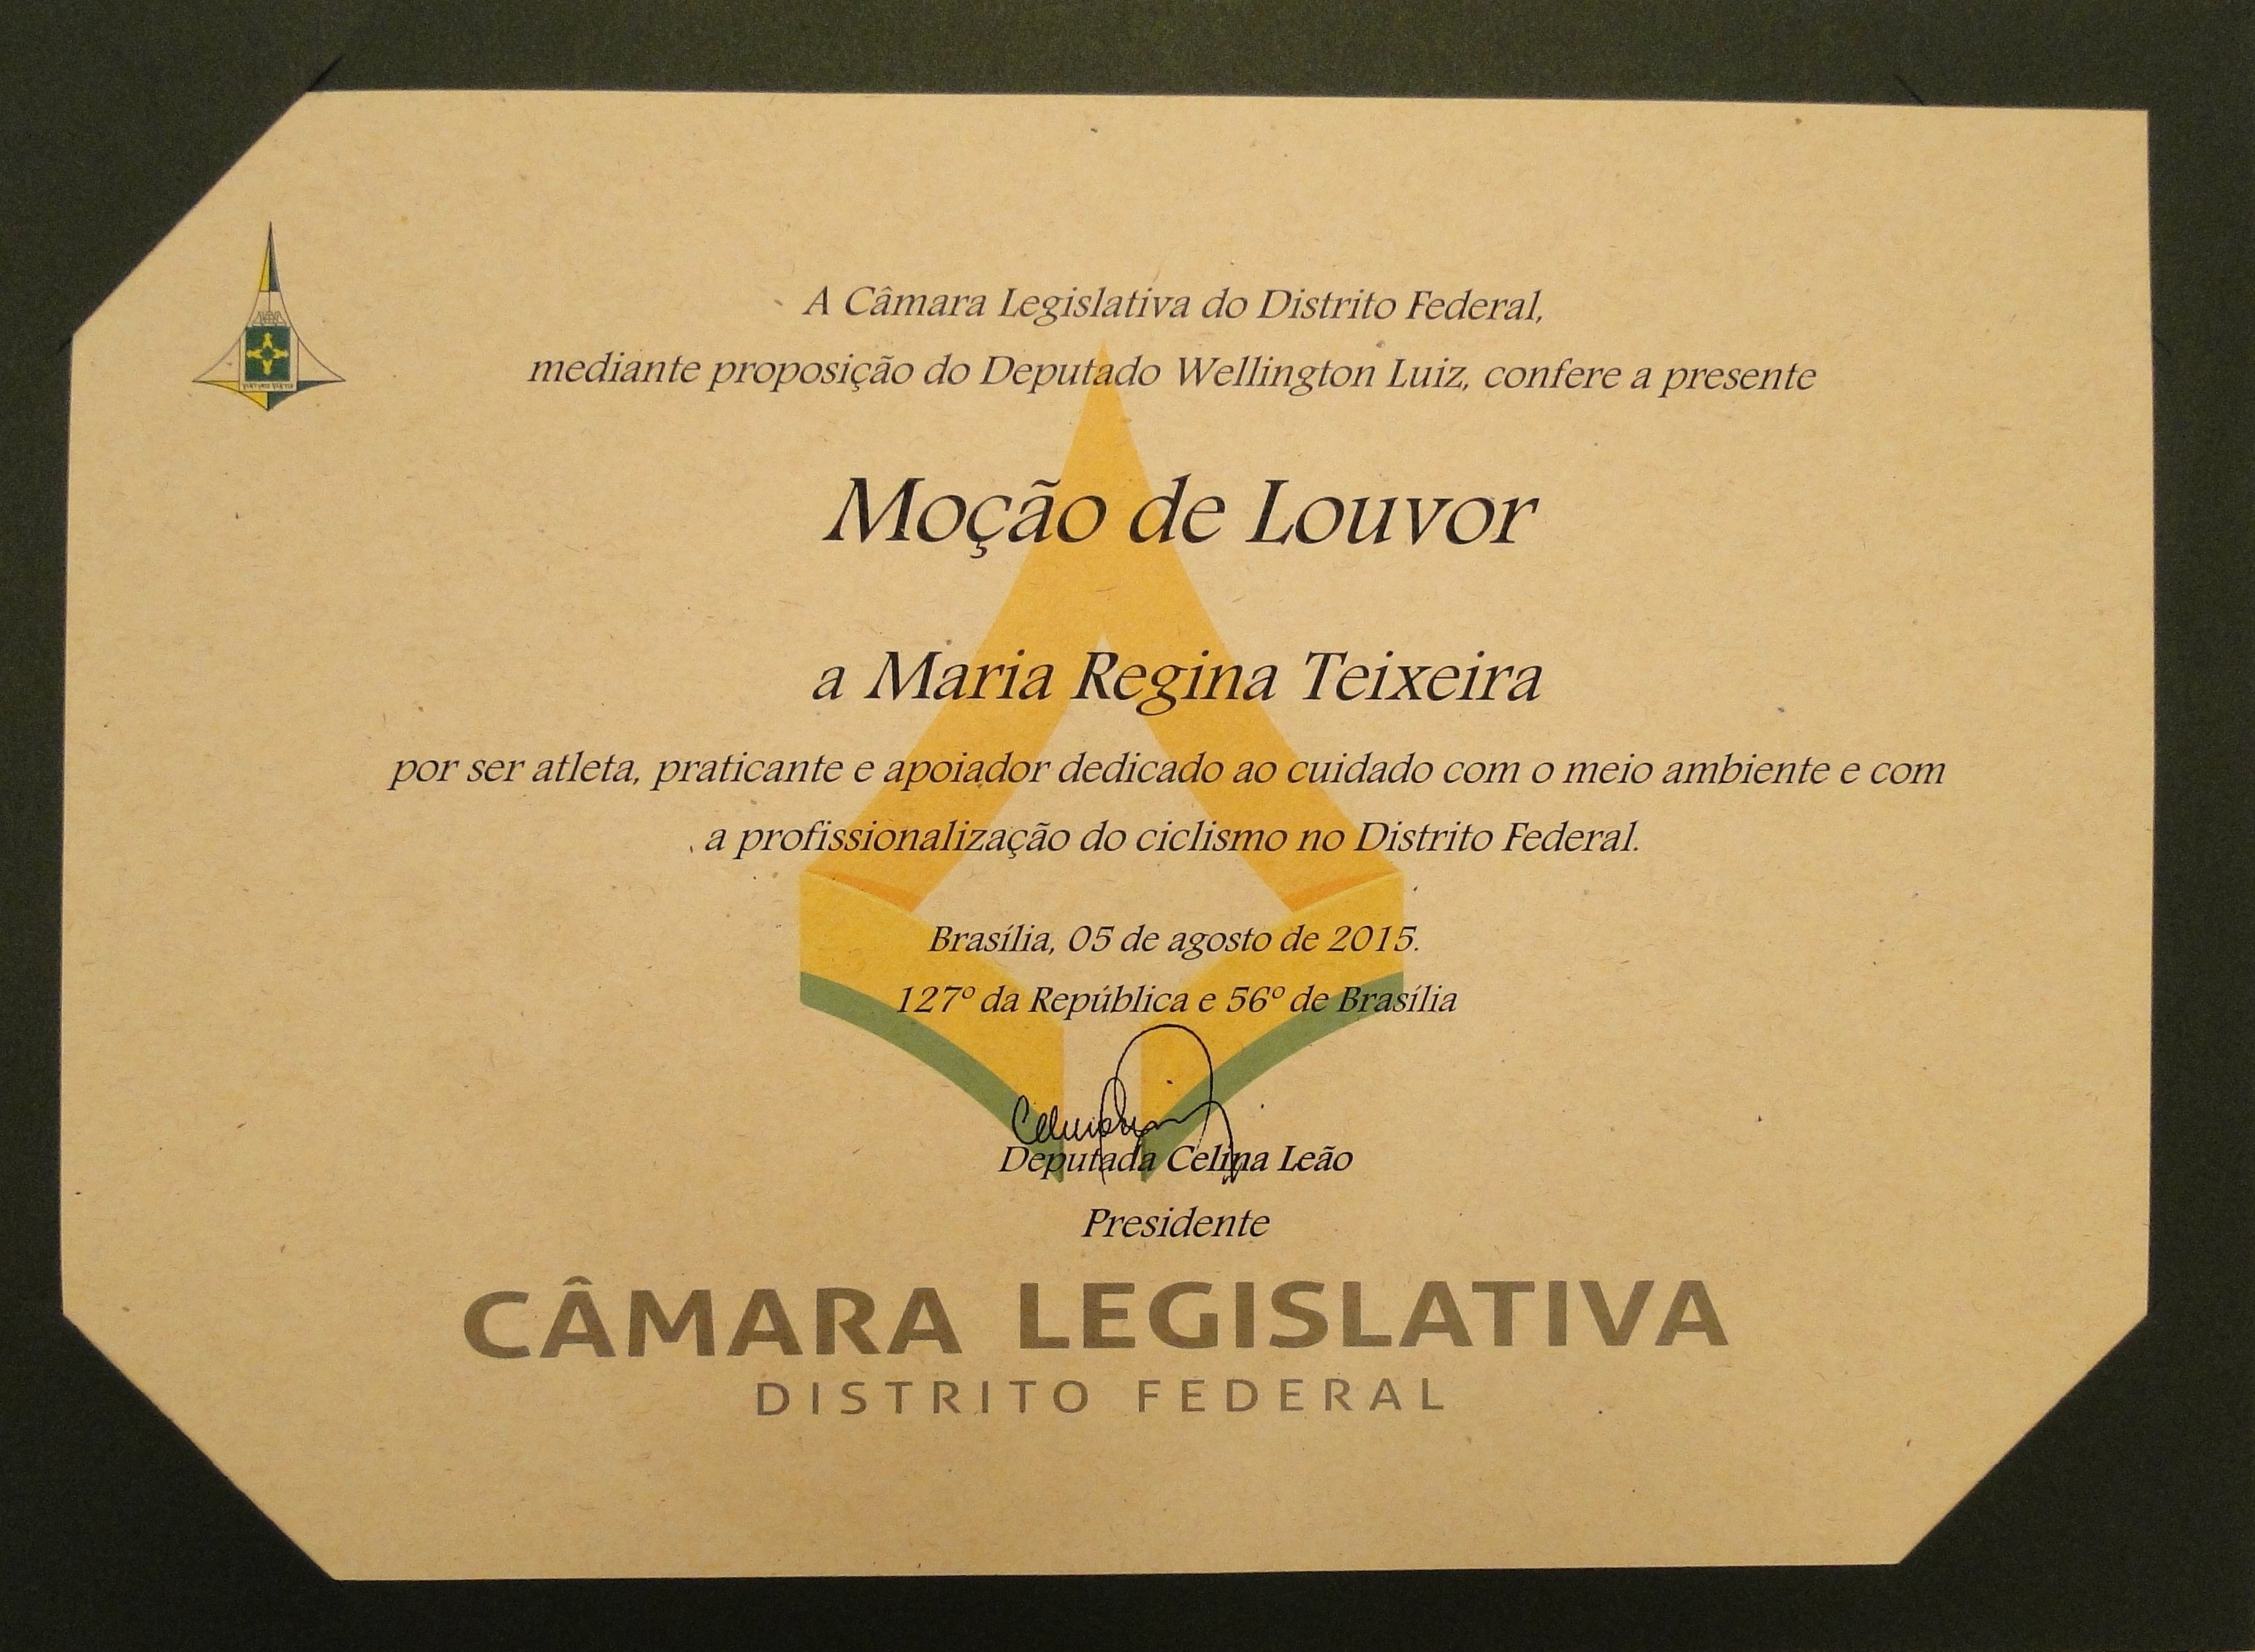 A Câmara Legislativa do Distrito Federal,
mediante proposição do Deputado Wellington Luiz, confere a presente
Moção de Louvor
a Maria Regina Teixeira
por ser atleta, praticante e apoiador dedicado ao cuidado com o meio ambiente e com
a profissionalização do ciclismo no Distrito Federal.
Brasília, 05 de agosto de 2015.
127º da República e 56º de Brasília
Deputada Celina Leão
Presidente
CÂMARA LEGISLATIVA
DISTRITO FEDERAL